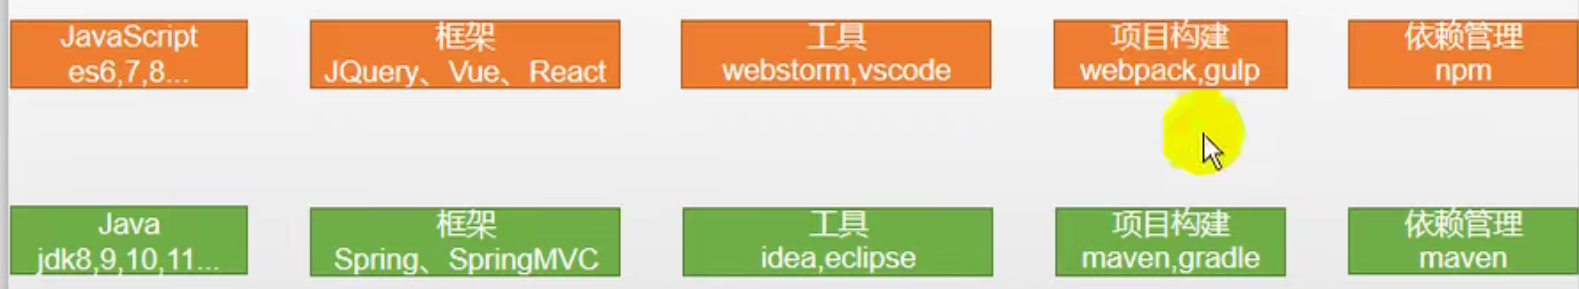 JavaScript
es6,7,8...
框架
JQuery、Vue、React
工具
webstorm,vscode
项目构建
webpack,gulp
依赖管理
npm
Java
jdk8,9,10,11...
框架
Spring、SpringMVC
工具
idea,eclipse
项目构建
maven,gradle
依赖管理
maven